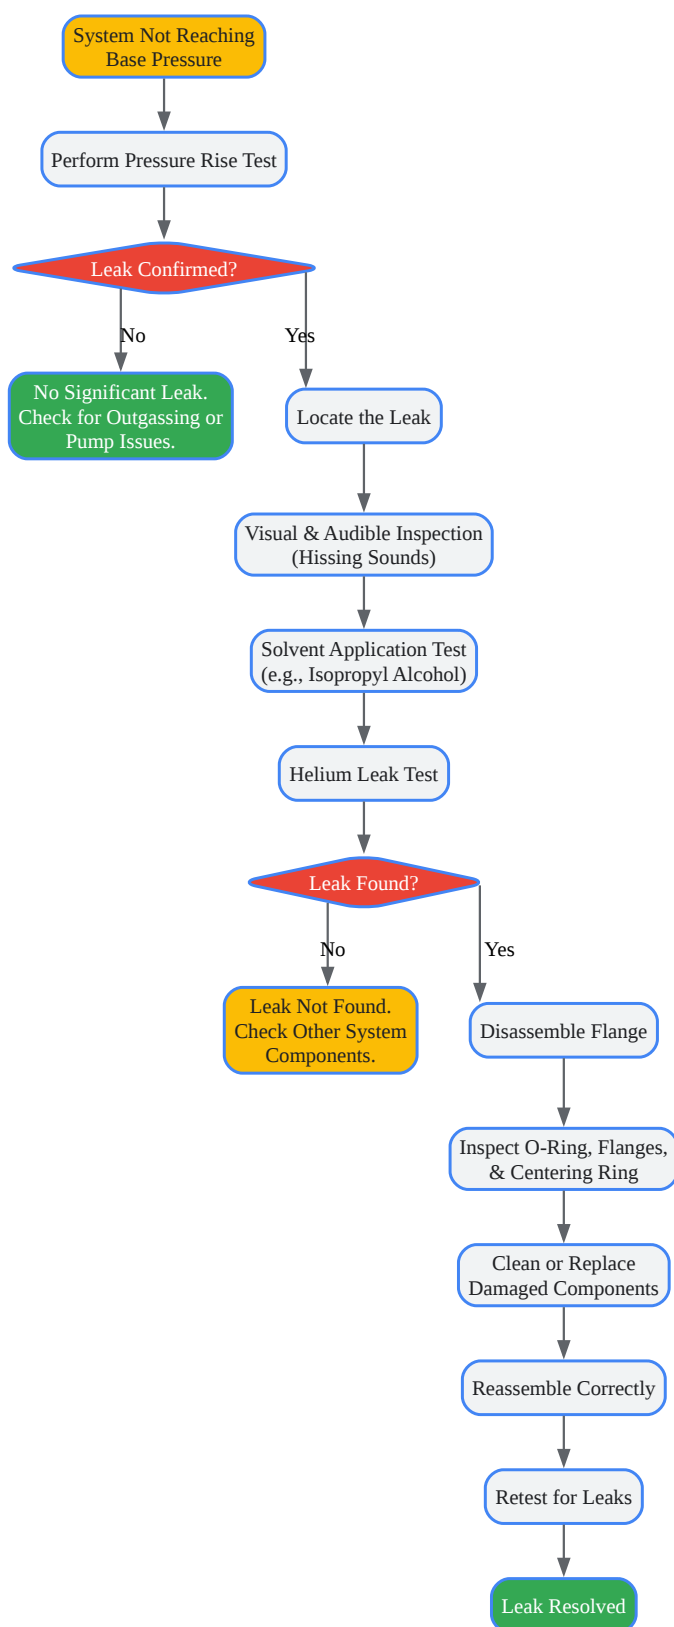 System Not Reaching
Base Pressure
Perform Pressure Rise Test
Leak Confirmed?
No
Yes
No Significant Leak.
Check for Outgassing or
Pump Issues.
Locate the Leak
Visual & Audible Inspection
(Hissing Sounds)
Solvent Application Test
(e.g., Isopropyl Alcohol)
Helium Leak Test
Leak Found?
No
Yes
Leak Not Found.
Check Other System
Components.
Disassemble Flange
Inspect O-Ring, Flanges,
& Centering Ring
Clean or Replace
Damaged Components
Reassemble Correctly
Retest for Leaks
Leak Resolved